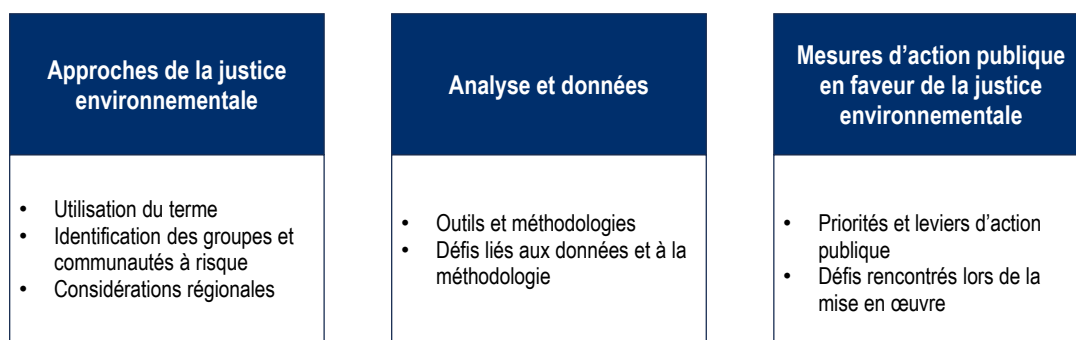 Approches de la justice
environnementale
• Utilisation du terme
• Identification des groupes et
communautés à risque
• Considérations régionales
Analyse et données
• Outils et méthodologies
• Défis liés aux données et à la
méthodologie
Mesures d’action publique
en faveur de la justice
environnementale
• Priorités et leviers d’action
publique
• Défis rencontrés lors de la
mise en œuvre